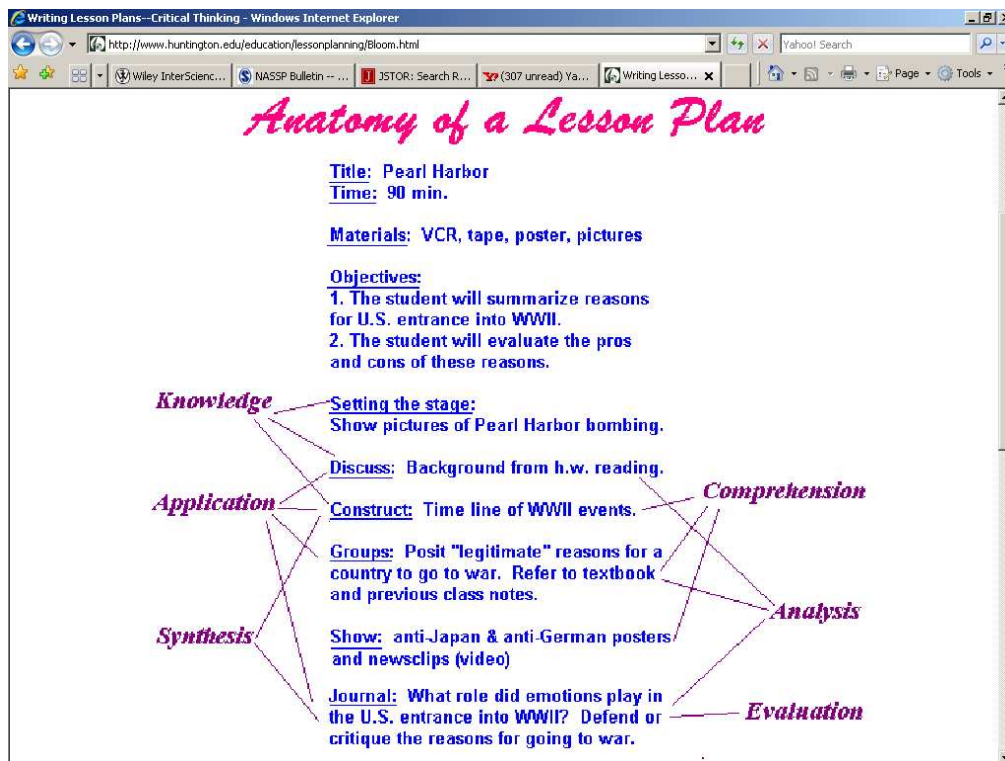 Writing Lesson Plans--Critical Thinking - Windows Internet Explorer
http://www.huntington.edu/education/lessonplanning/Bloom.html
Yahoo! Search
Wiley InterScienc...
NASSP Bulletin -- ...
JSTOR: Search R...
(307 unread) Ya...
Writing Lesso...
Page
Tools
Anatomy of a Lesson Plan
Title: Pearl Harbor
Time: 90 min.
Materials: VCR, tape, poster, pictures
Objectives:
1. The student will summarize reasons
for U.S. entrance into WWII.
2. The student will evaluate the pros
and cons of these reasons.
Knowledge
Setting the stage:
Show pictures of Pearl Harbor bombing.
Discuss: Background from h.w. reading.
Application
Comprehension
Construct: Time line of WWII events.
Groups: Posit "legitimate" reasons for a
country to go to war. Refer to textbook
and previous class notes.
Analysis
Synthesis
Show: anti-Japan & anti-German posters
and newsclips (video)
Journal: What role did emotions play in
the U.S. entrance into WWII? Defend or
critique the reasons for going to war.
Evaluation